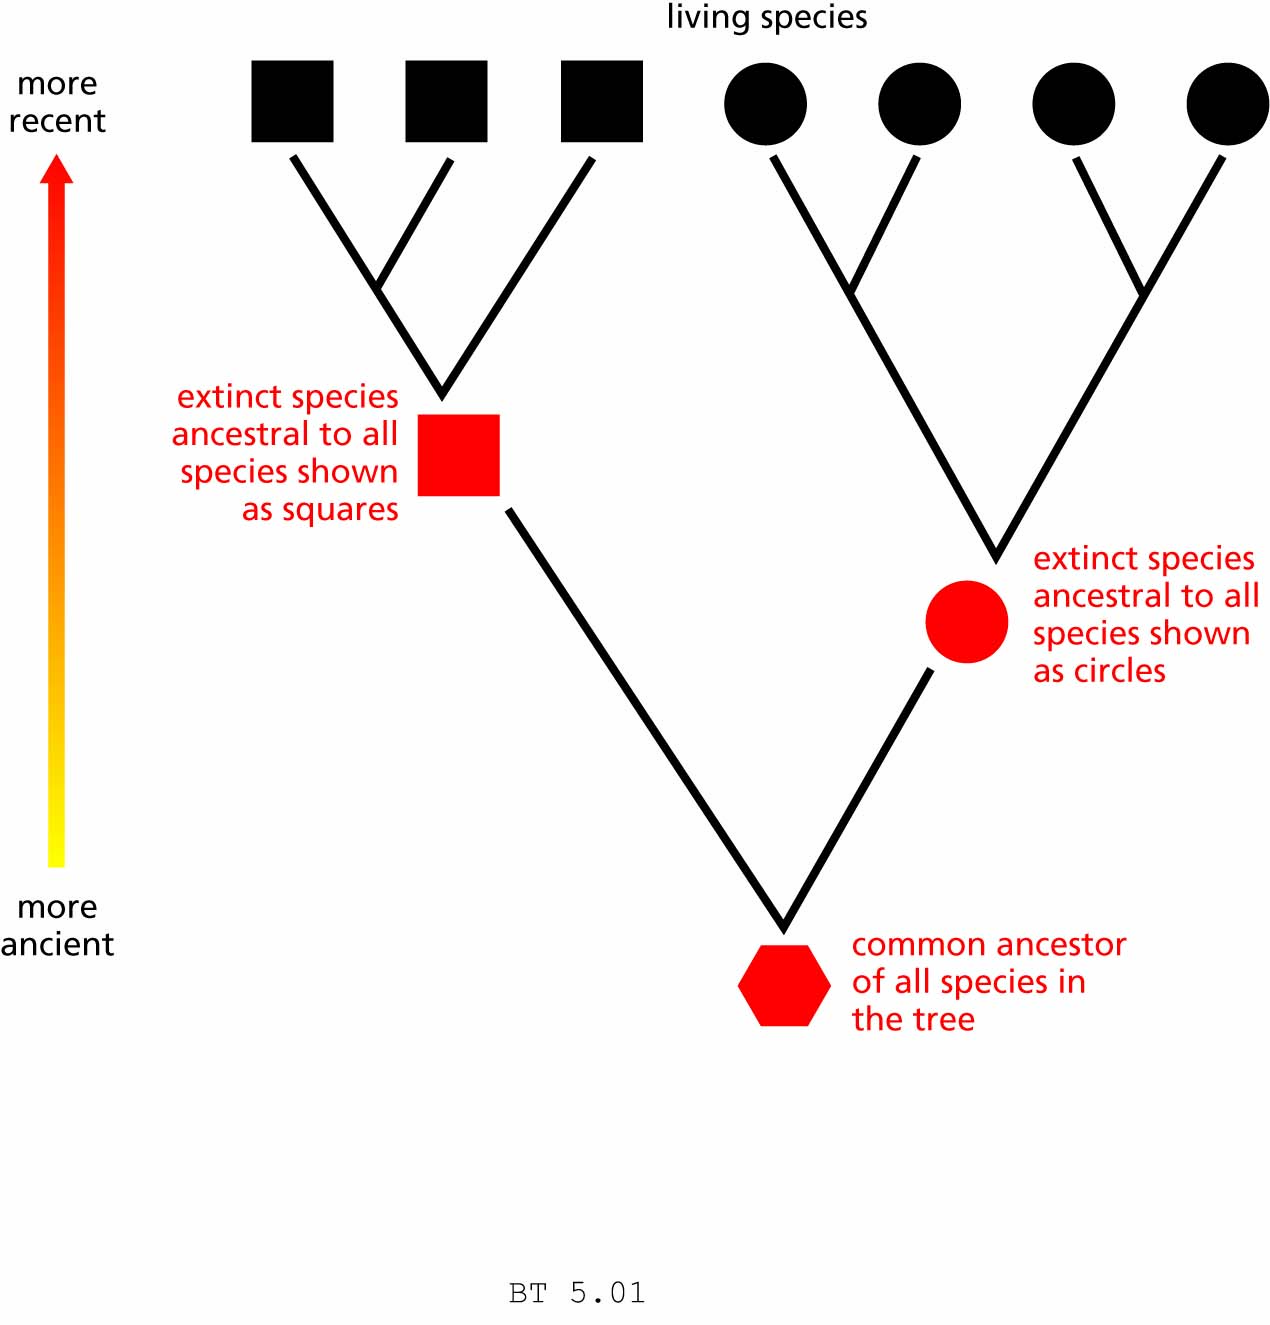 living species
more
recent
extinct species
ancestral to all
species shown
as squares
extinct species
ancestral to all
species shown
as circles
more
ancient
common ancestor
of all species in
the tree
BT 5.01